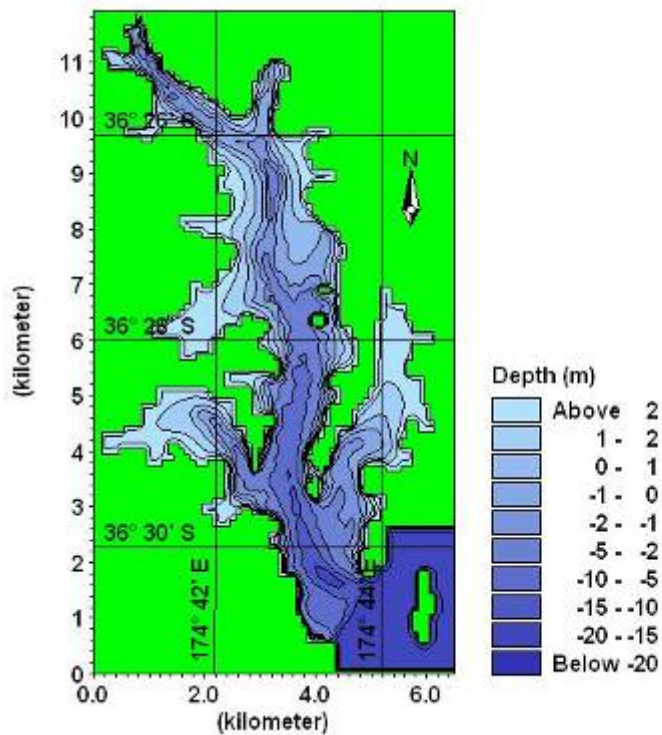 11
10
9
8
7
6
5
4
3
2
1
0
(kilometer)
36° 26' S
N
36° 28' S
36° 30' S
174° 42' E
174° 44' E
0.0 2.0 4.0 6.0
(kilometer)
Depth (m)
Above 2
1 - 2
0 - 1
-1 - 0
-2 - -1
-5 - -2
-10 - -5
-15 - -10
-20 - -15
Below -20